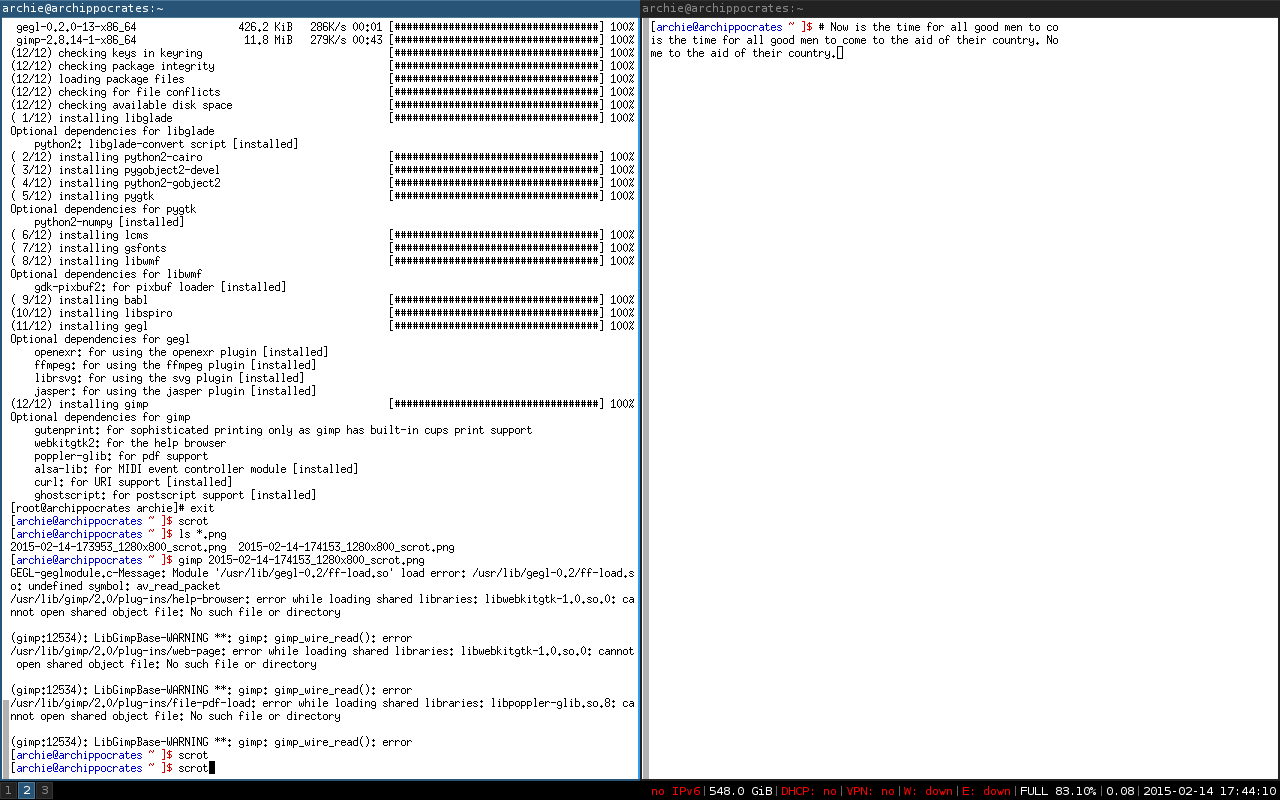 archie@archippocrates:~
gegl-0.2.0-13-x86_64 426.2 KiB 286K/s 00:01 [##################################] 100%
gimp-2.8.14-1-x86_64 11.8 MiB 279K/s 00:43 [##################################] 100%
(12/12) checking keys in keyring [##################################] 100%
(12/12) checking package integrity [##################################] 100%
(12/12) loading package files [##################################] 100%
(12/12) checking for file conflicts [##################################] 100%
(12/12) checking available disk space [##################################] 100%
( 1/12) installing libglade [##################################] 100%
Optional dependencies for libglade
python2: libglade-convert script [installed]
( 2/12) installing python2-cairo [##################################] 100%
( 3/12) installing pygobject2-devel [##################################] 100%
( 4/12) installing python2-gobject2 [##################################] 100%
( 5/12) installing pygtk [##################################] 100%
Optional dependencies for pygtk
python2-numpy [installed]
( 6/12) installing lcms [##################################] 100%
( 7/12) installing gsfonts [##################################] 100%
( 8/12) installing libwmf [##################################] 100%
Optional dependencies for libwmf
gdk-pixbuf2: for pixbuf loader [installed]
( 9/12) installing babl [##################################] 100%
(10/12) installing libspiro [##################################] 100%
(11/12) installing gegl [##################################] 100%
Optional dependencies for gegl
openexr: for using the openexr plugin [installed]
ffmpeg: for using the ffmpeg plugin [installed]
librsvg: for using the svg plugin [installed]
jasper: for using the jasper plugin [installed]
(12/12) installing gimp [##################################] 100%
Optional dependencies for gimp
gutenprint: for sophisticated printing only as gimp has built-in cups print support
webkitgtk2: for the help browser
poppler-glib: for pdf support
alsa-lib: for MIDI event controller module [installed]
curl: for URI support [installed]
ghostscript: for postscript support [installed]
[root@archippocrates archie]# exit
[archie@archippocrates ~ ]$ scrot
[archie@archippocrates ~ ]$ ls *.png
2015-02-14-173953_1280x800_scrot.png 2015-02-14-174153_1280x800_scrot.png
[archie@archippocrates ~ ]$ gimp 2015-02-14-174153_1280x800_scrot.png
GEGL-geglmodule.c-Message: Module '/usr/lib/gegl-0.2/ff-load.so' load error: /usr/lib/gegl-0.2/ff-load.s
o: undefined symbol: av_read_packet
/usr/lib/gimp/2.0/plug-ins/help-browser: error while loading shared libraries: libwebkitgtk-1.0.so.0: ca
nnot open shared object file: No such file or directory
(gimp:12534): LibGimpBase-WARNING **: gimp: gimp_wire_read(): error
/usr/lib/gimp/2.0/plug-ins/web-page: error while loading shared libraries: libwebkitgtk-1.0.so.0: cannot
open shared object file: No such file or directory
(gimp:12534): LibGimpBase-WARNING **: gimp: gimp_wire_read(): error
/usr/lib/gimp/2.0/plug-ins/file-pdf-load: error while loading shared libraries: libpoppler-glib.so.8: ca
nnot open shared object file: No such file or directory
(gimp:12534): LibGimpBase-WARNING **: gimp: gimp_wire_read(): error
[archie@archippocrates ~ ]$ scrot
[archie@archippocrates ~ ]$ scrot
archie@archippocrates:~
[archie@archippocrates ~ ]$ # Now is the time for all good men to co
is the time for all good men to come to the aid of their country. No
me to the aid of their country.
1 2 3
no IPv6|548.0 GiB|DHCP: no|VPN: no|W: down|E: down|FULL 83.10%|0.08|2015-02-14 17:44:10